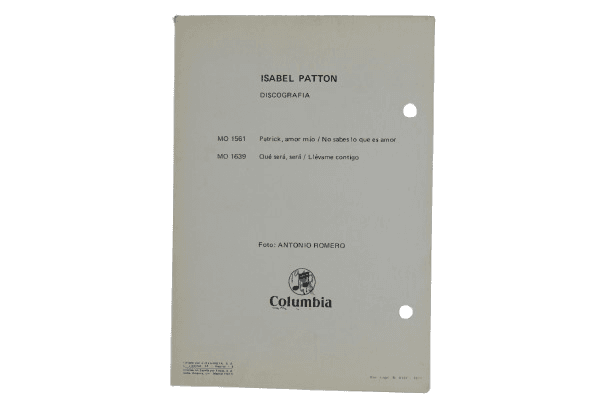 ISABEL PATTON
DISCOGRAFIA
MO 1561 Patrick, amor mio / No sabes lo que es amor
MO 1639 Qué será, será / Llévame contigo
Foto: ANTONIO ROMERO
Columbia